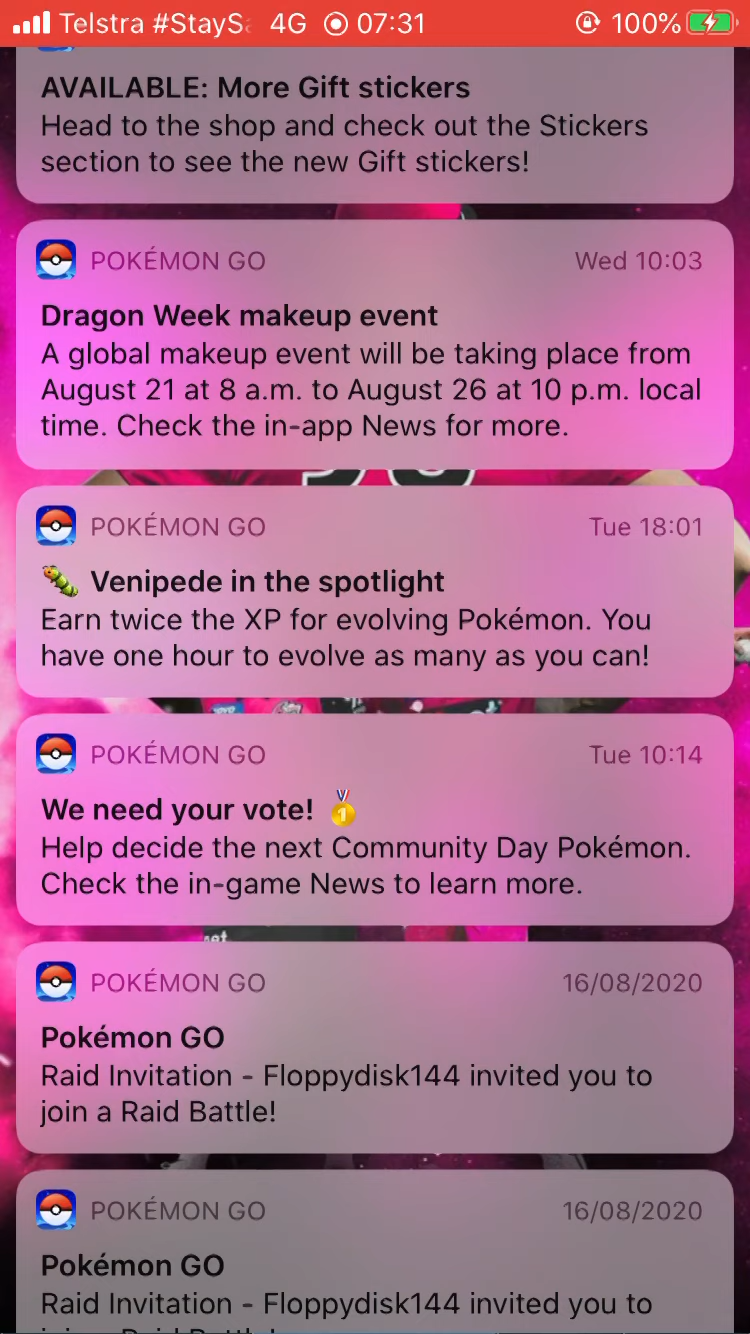 Telstra #StayS 4G 07:31 100%
AVAILABLE: More Gift stickers
Head to the shop and check out the Stickers
section to see the new Gift stickers!
POKÉMON GO Wed 10:03
Dragon Week makeup event
A global makeup event will be taking place from
August 21 at 8 a.m. to August 26 at 10 p.m. local
time. Check the in-app News for more.
POKÉMON GO Tue 18:01
🐛 Venipede in the spotlight
Earn twice the XP for evolving Pokémon. You
have one hour to evolve as many as you can!
POKÉMON GO Tue 10:14
We need your vote! 🥇
Help decide the next Community Day Pokémon.
Check the in-game News to learn more.
POKÉMON GO 16/08/2020
Pokémon GO
Raid Invitation - Floppydisk144 invited you to
join a Raid Battle!
POKÉMON GO 16/08/2020
Pokémon GO
Raid Invitation - Floppydisk144 invited you to